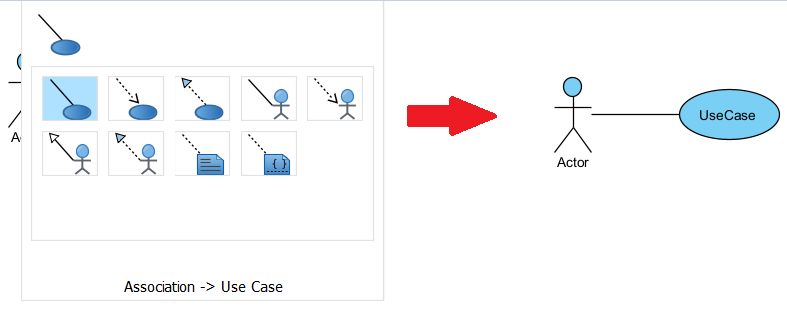 UseCase
Actor
Association -> Use Case